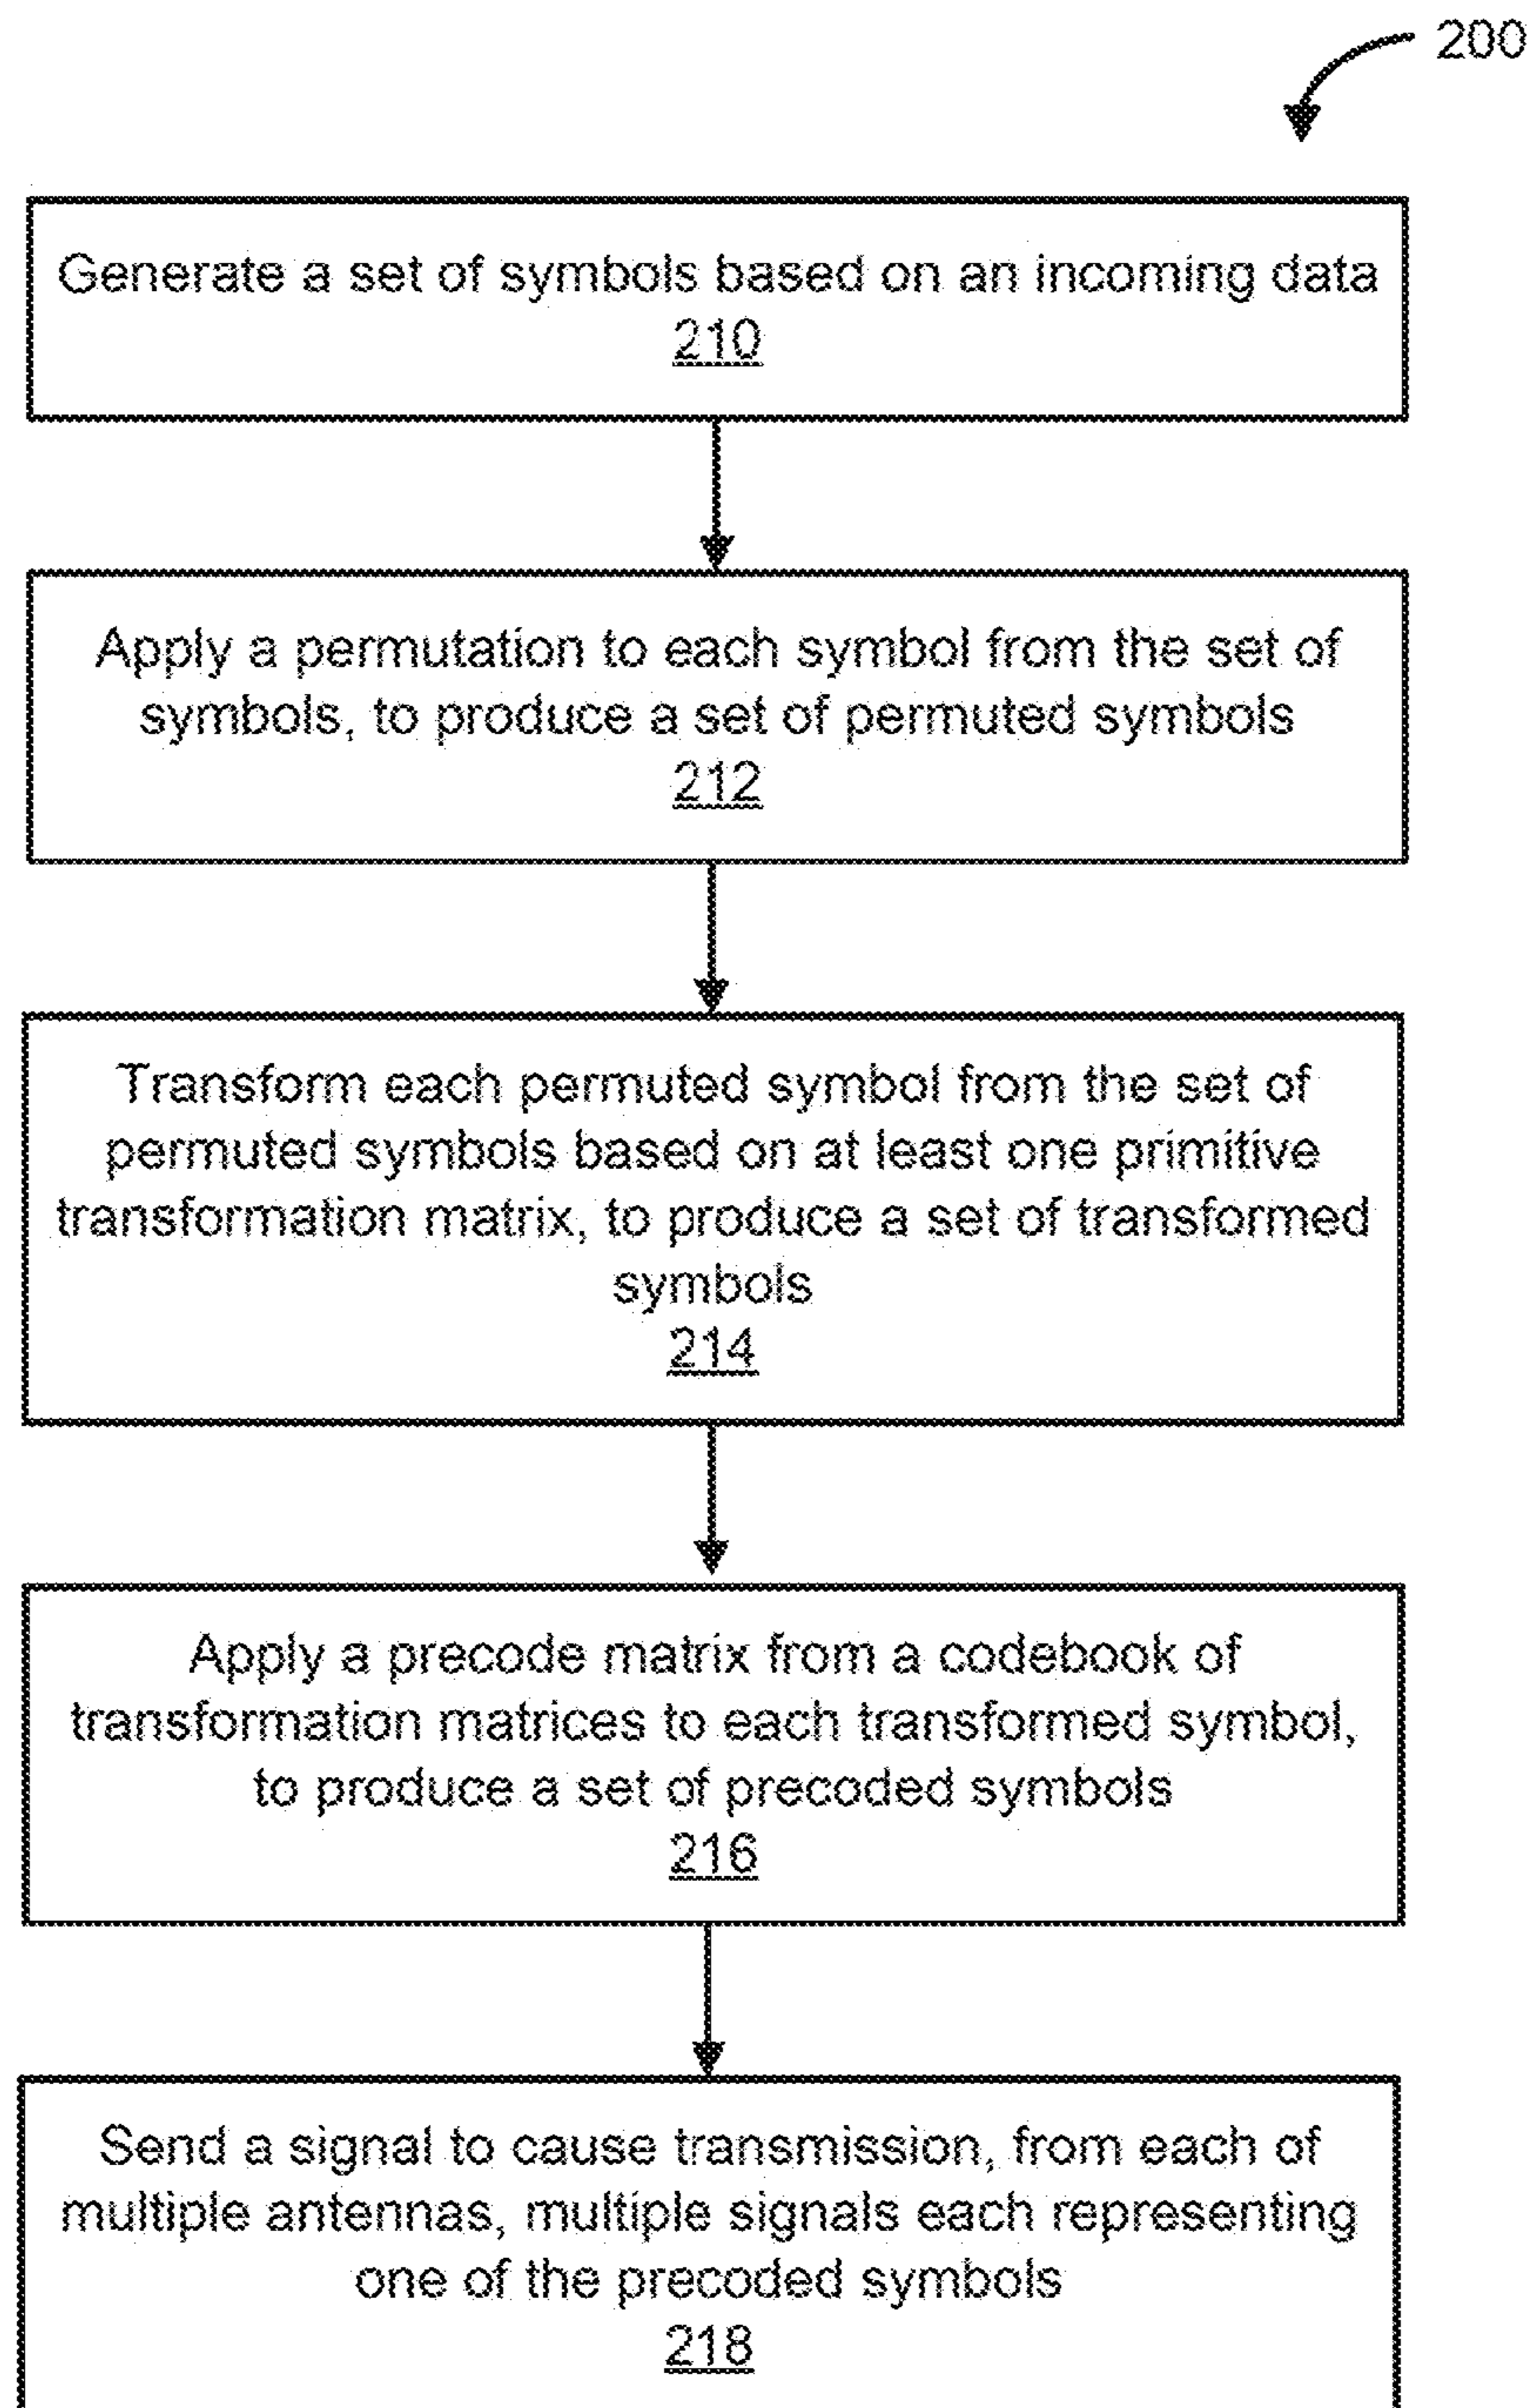 200
Generate a set of symbols based on an incoming data
210
Apply a permutation to each symbol from the set of
symbols, to produce a set of permuted symbols
212
Transform each permuted symbol from the set of
permuted symbols based on at least one primitive
transformation matrix, to produce a set of transformed
symbols
214
Apply a precode matrix from a codebook of
transformation matrices to each transformed symbol,
to produce a set of precoded symbols
216
Send a signal to cause transmission, from each of
multiple antennas, multiple signals each representing
one of the precoded symbols
218